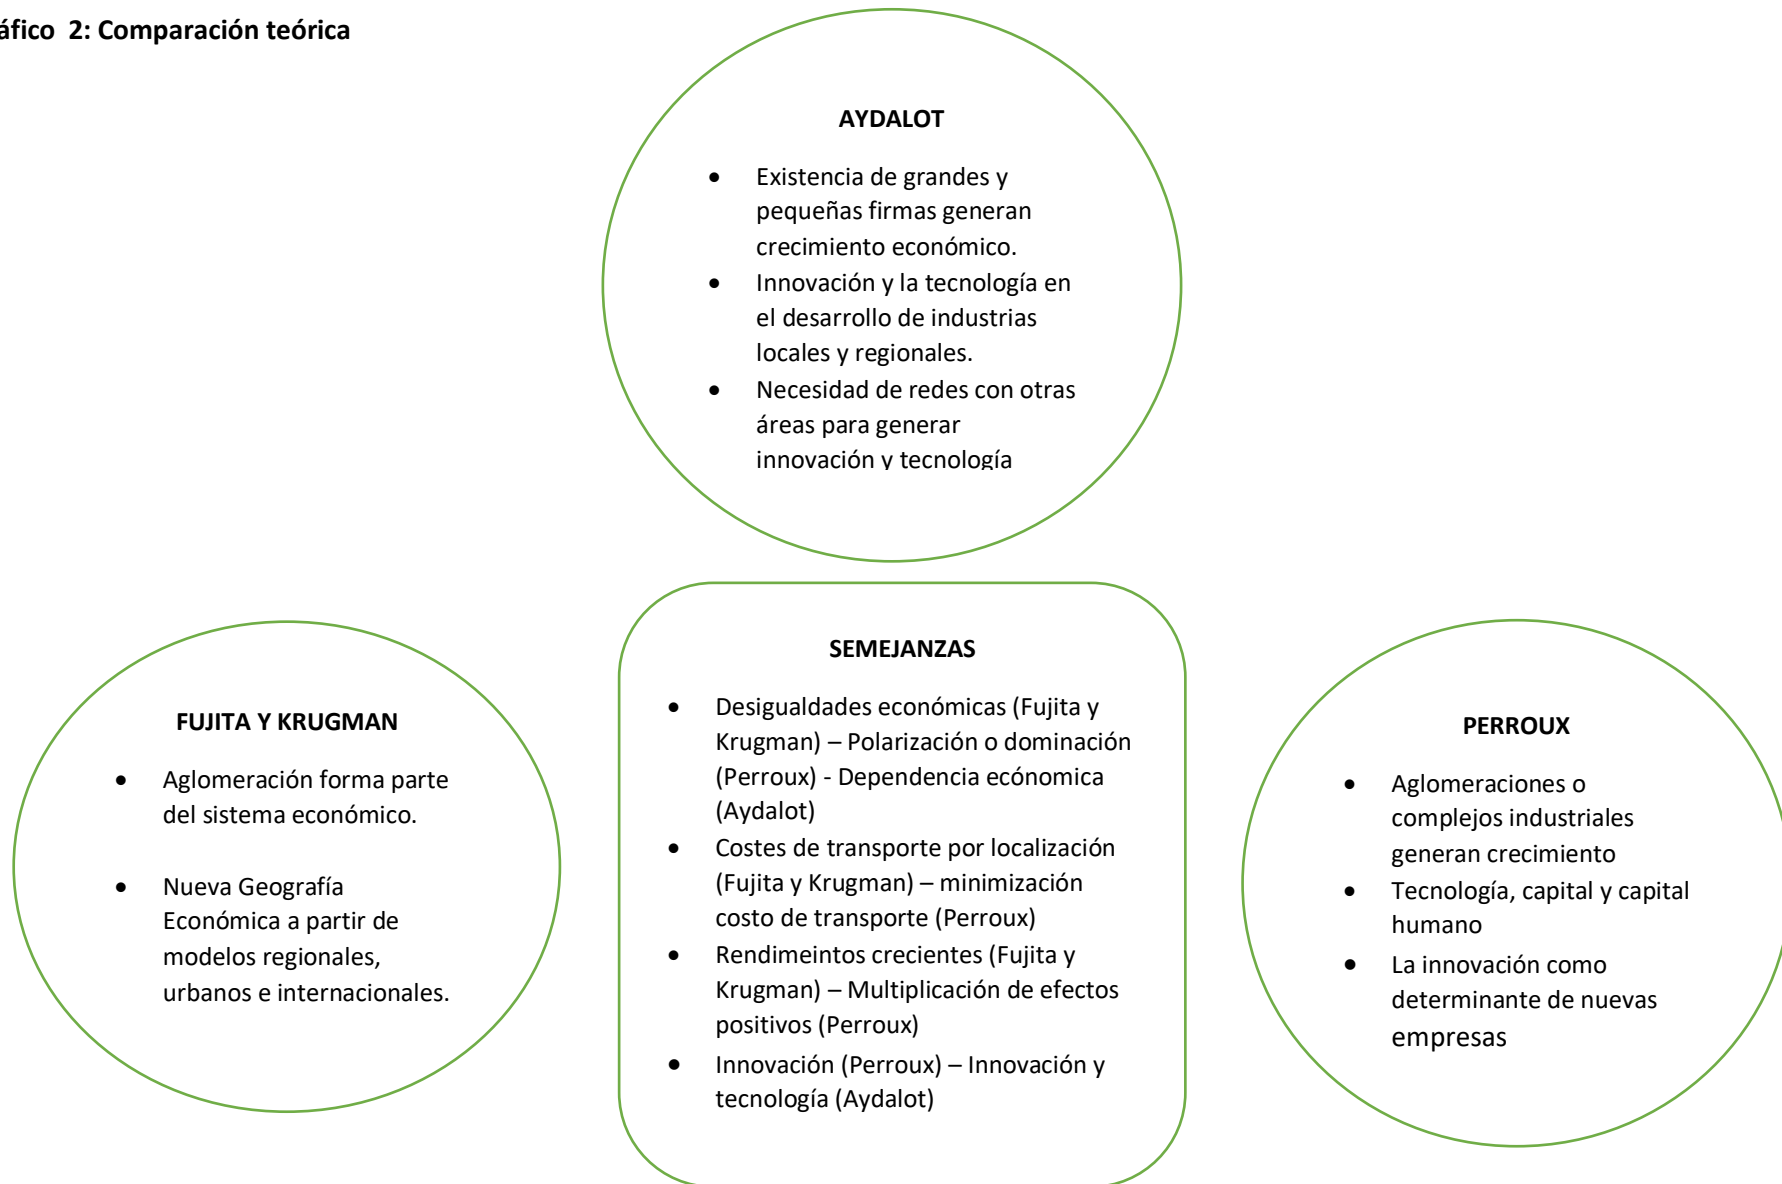 áfico 2: Comparación teórica
AYDALOT
• Existencia de grandes y
pequeñas firmas generan
crecimiento económico.
• Innovación y la tecnología en
el desarrollo de industrias
locales y regionales.
• Necesidad de redes con otras
áreas para generar
innovación y tecnología
FUJITA Y KRUGMAN
• Aglomeración forma parte
del sistema económico.
• Nueva Geografía
Económica a partir de
modelos regionales,
urbanos e internacionales.
SEMEJANZAS
• Desigualdades económicas (Fujita y
Krugman) – Polarización o dominación
(Perroux) - Dependencia ecónomica
(Aydalot)
• Costes de transporte por localización
(Fujita y Krugman) – minimización
costo de transporte (Perroux)
• Rendimeintos crecientes (Fujita y
Krugman) – Multiplicación de efectos
positivos (Perroux)
• Innovación (Perroux) – Innovación y
tecnología (Aydalot)
PERROUX
• Aglomeraciones o
complejos industriales
generan crecimiento
• Tecnología, capital y capital
humano
• La innovación como
determinante de nuevas
empresas